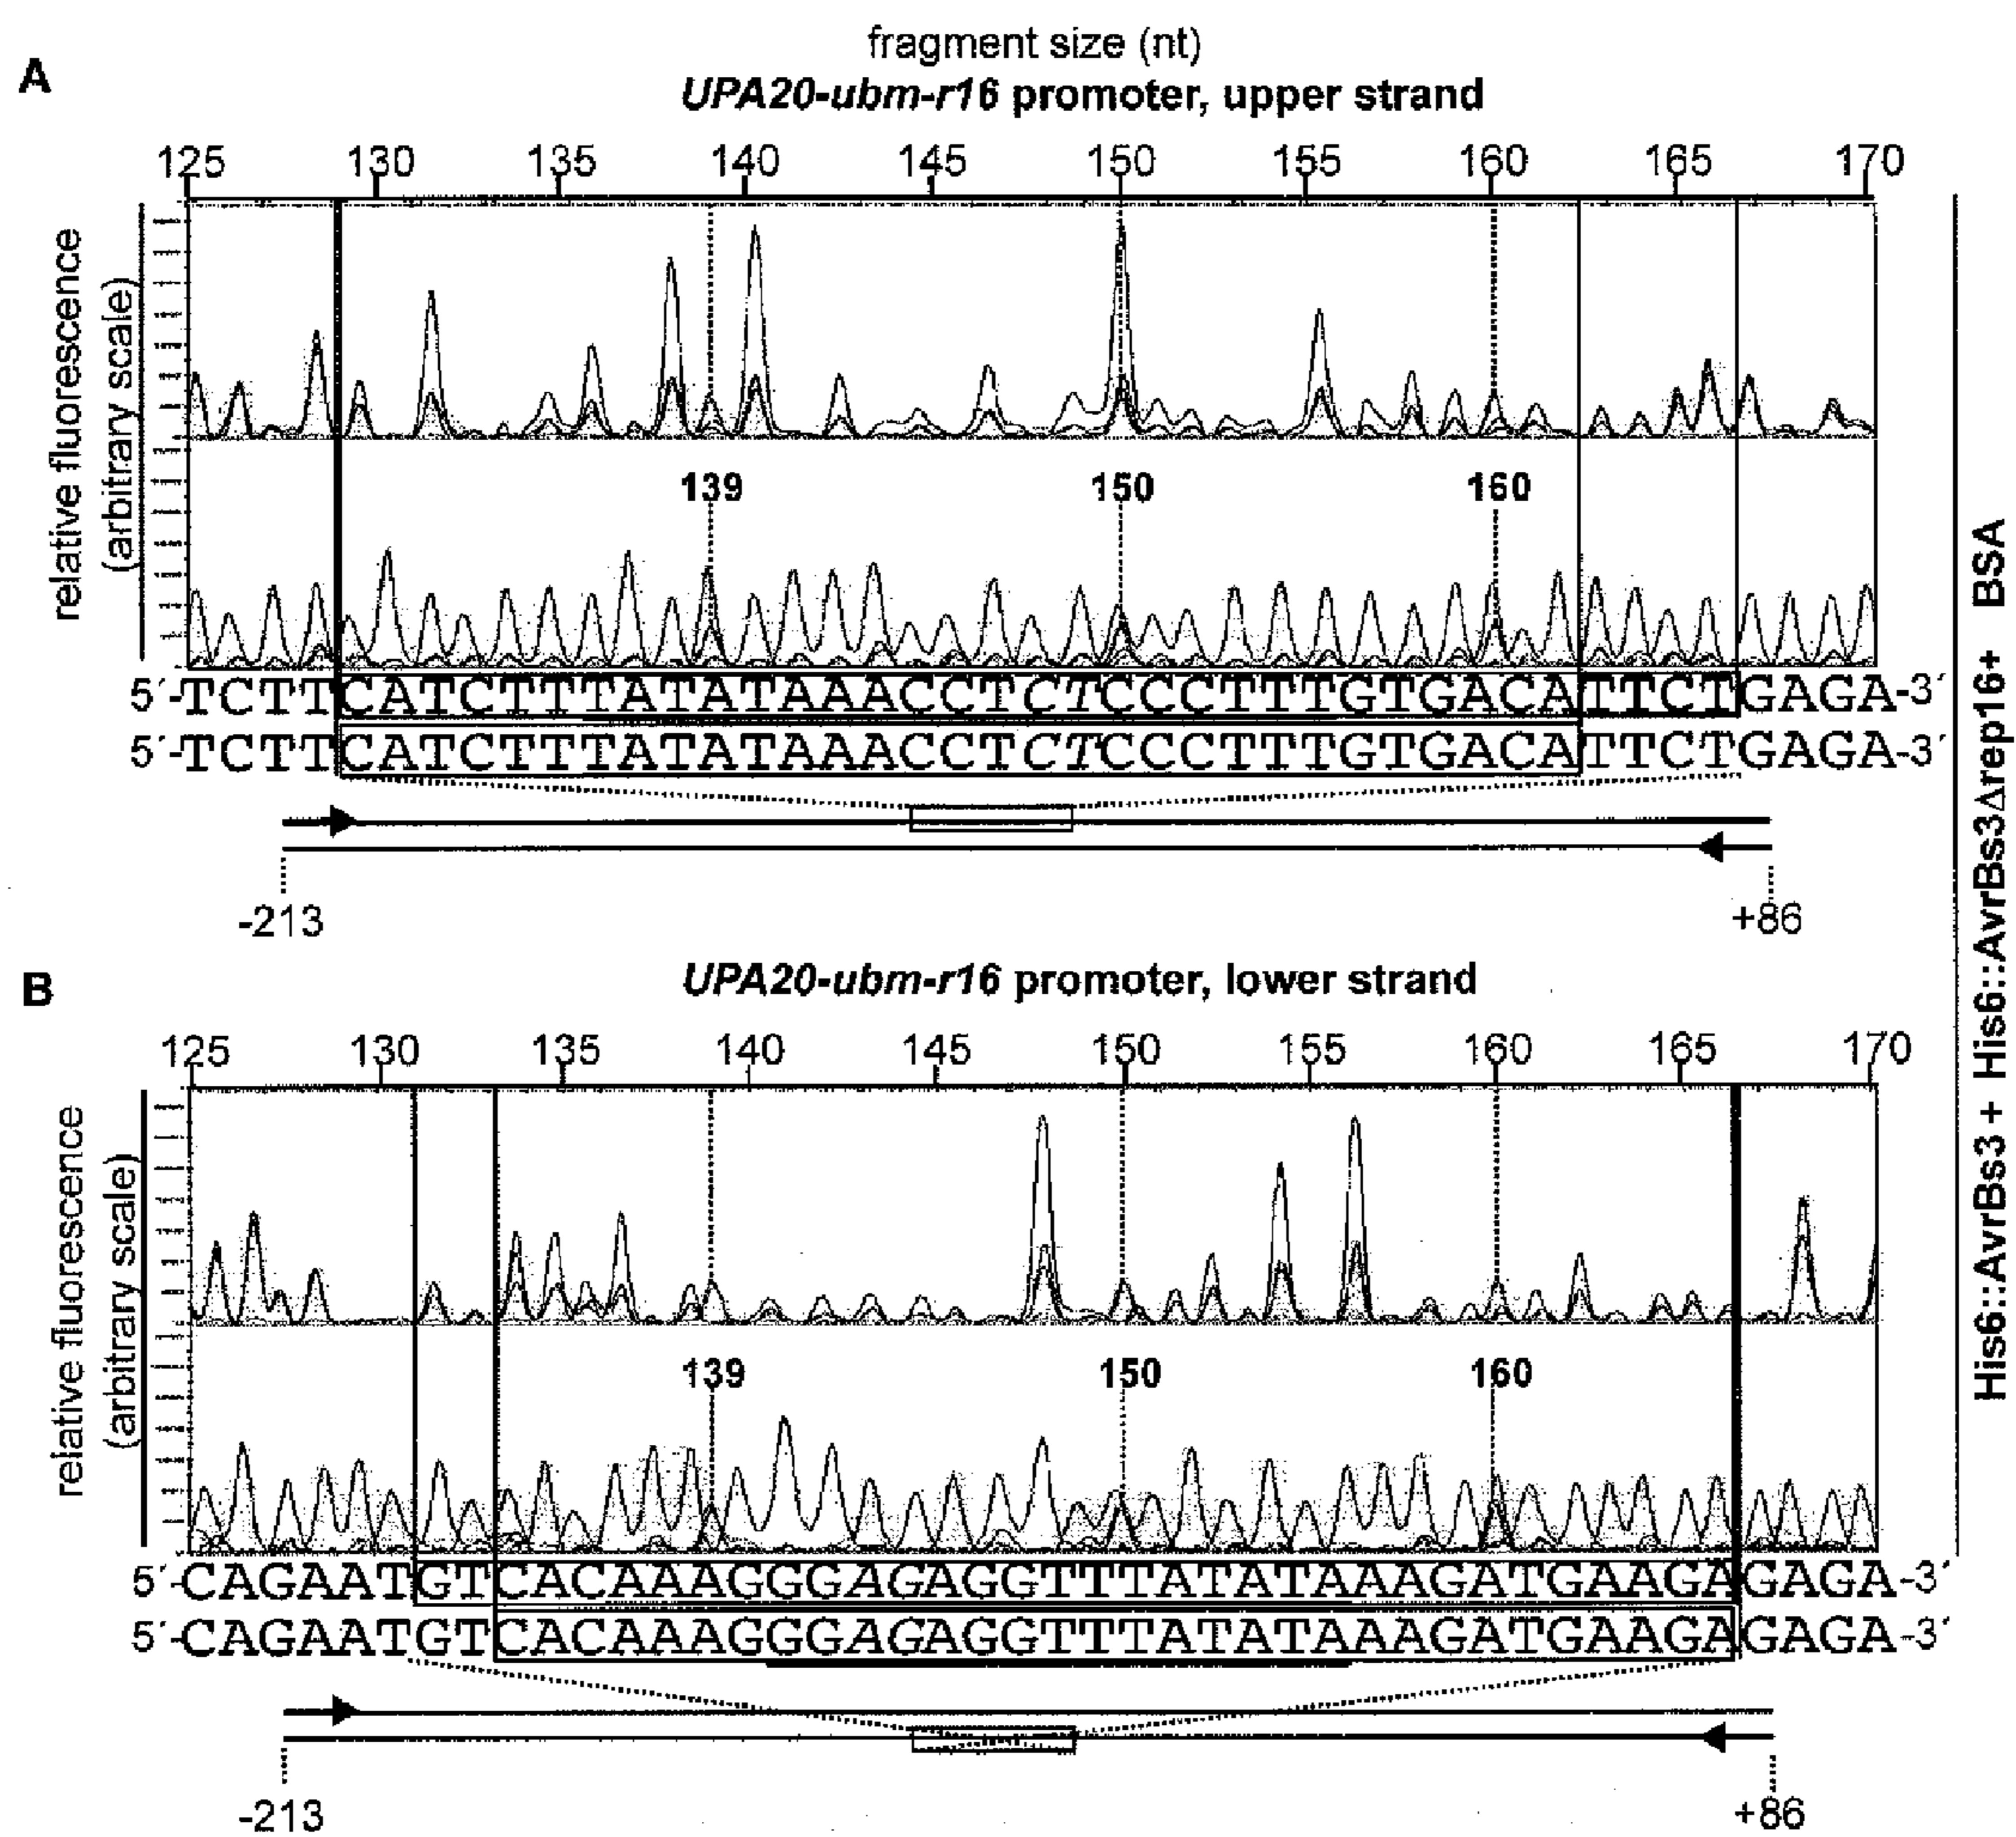 fragment size (nt)
A
UPA20-ubm-r16 promoter, upper strand
125 130 135 140 145 150 155 160 165 170
relative fluorescence
(arbitrary scale)
139 150 160
5´-TCTTCATCTTTATATAAACCTCTCCCTTTGTGACATTCTGAGA-3´
5´-TCTTCATCTTTATATAAACCTCTCCCTTTGTGACATTCTGAGA-3´
-213 +86
B
UPA20-ubm-r16 promoter, lower strand
125 130 135 140 145 150 155 160 165 170
relative fluorescence
(arbitrary scale)
139 150 160
5´-CAGAATGTCACAAAGGGAGAGGTTTATATAAAGATGAAGAGAGA-3´
5´-CAGAATGTCACAAAGGGAGAGGTTTATATAAAGATGAAGAGAGA-3´
-213 +86
His6::AvrBs3 + His6::AvrBs3Δrep16+ BSA